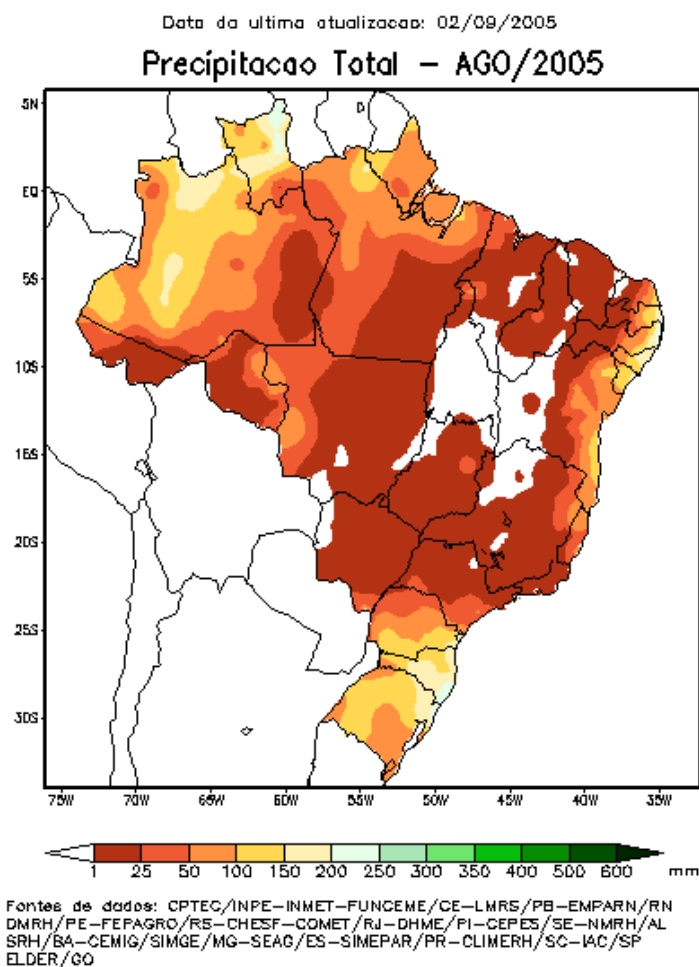 Data da ultima atualizacao: 02/09/2005
Precipitacao Total – AGO/2005
5N
EQ
5S
10S
15S
20S
25S
30S
75W 70W 65W 60W 55W 50W 45W 40W 35W
1 25 50 100 150 200 250 300 350 400 500 600 mm
Fontes de dados: CPTEC/INPE-INMET-FUNCEME/CE-LMRS/PB-EMPARN/RN
DMRH/PE-FEPAGRO/RS-CHESF-COMET/RJ-DHME/PI-CEPES/SE-NMRH/AL
SRH/BA-CEMIG/SIMGE/MG-SEAG/ES-SIMEPAR/PR-CLIMERH/SC-IAC/SP
ELDER/GO